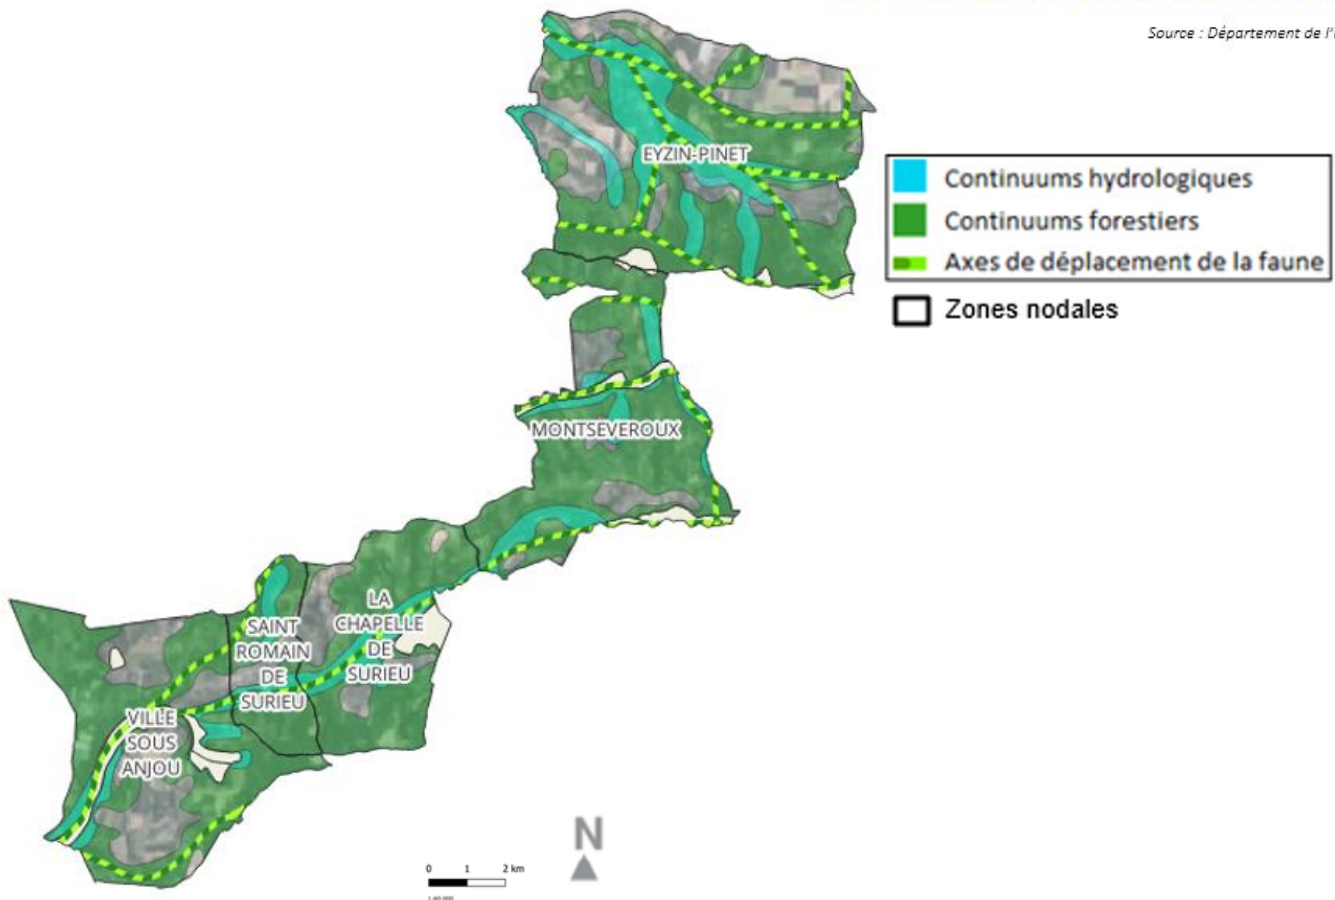 Source : Département de l'
EYZIN-PINET
Continuums hydrologiques
Continuums forestiers
Axes de déplacement de la faune
Zones nodales
MONTSEVEROUX
LA
CHAPELLE
DE
SURIEU
SAINT
ROMAIN
DE
SURIEU
VILLE
SOUS
ANJOU
N
0 1 2 km